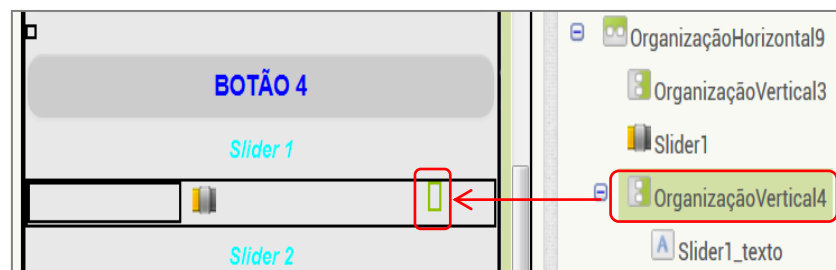 BOTÃO 4
Slider 1
Slider 2
OrganizaçãoHorizontal9
OrganizaçãoVertical3
Slider1
OrganizaçãoVertical4
A Slider1_texto